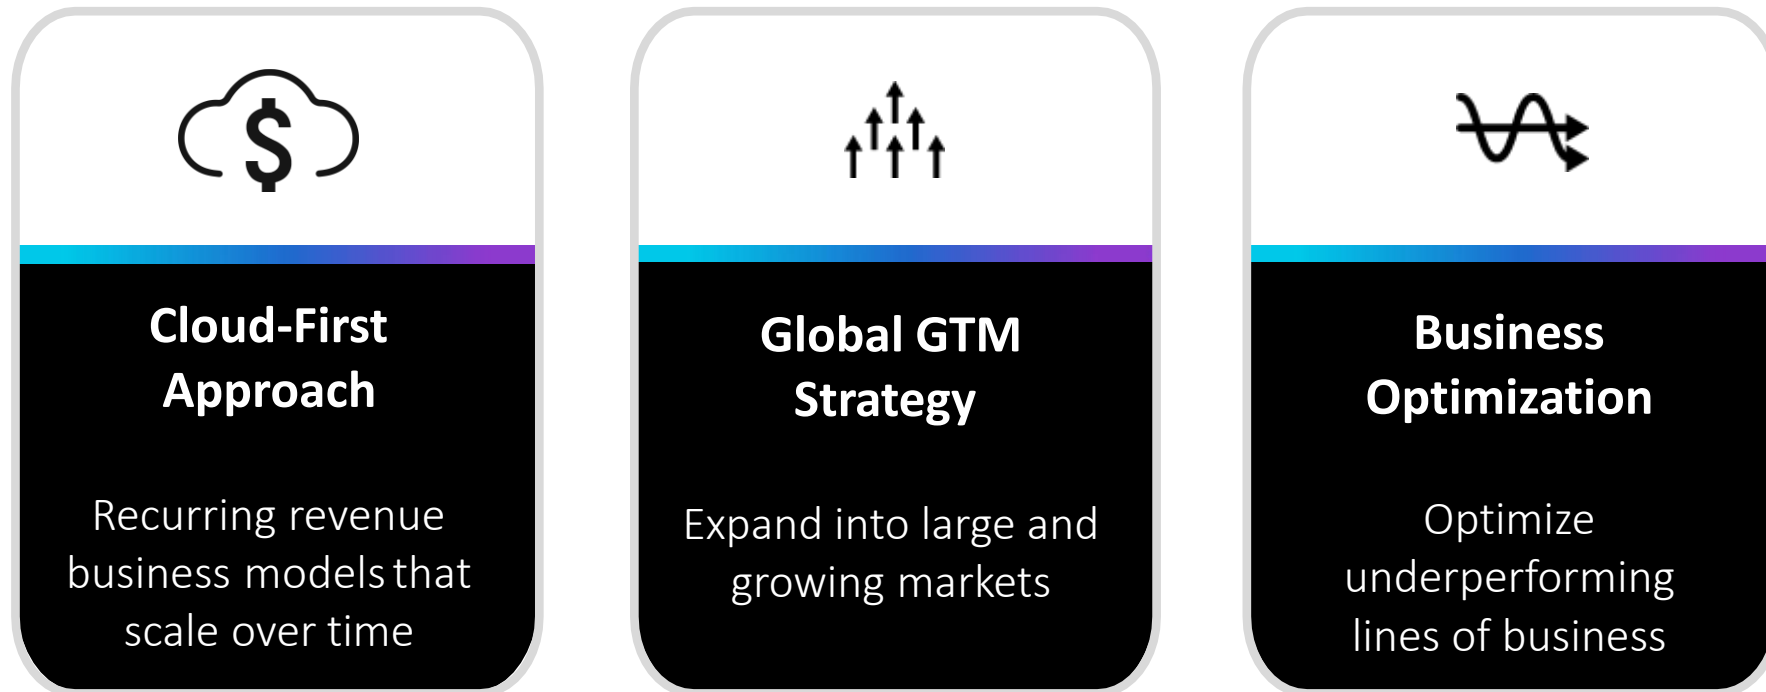 $
Cloud-First
Approach
Recurring revenue
business models that
scale over time
Global GTM
Strategy
Expand into large and
growing markets
Business
Optimization
Optimize
underperforming
lines of business